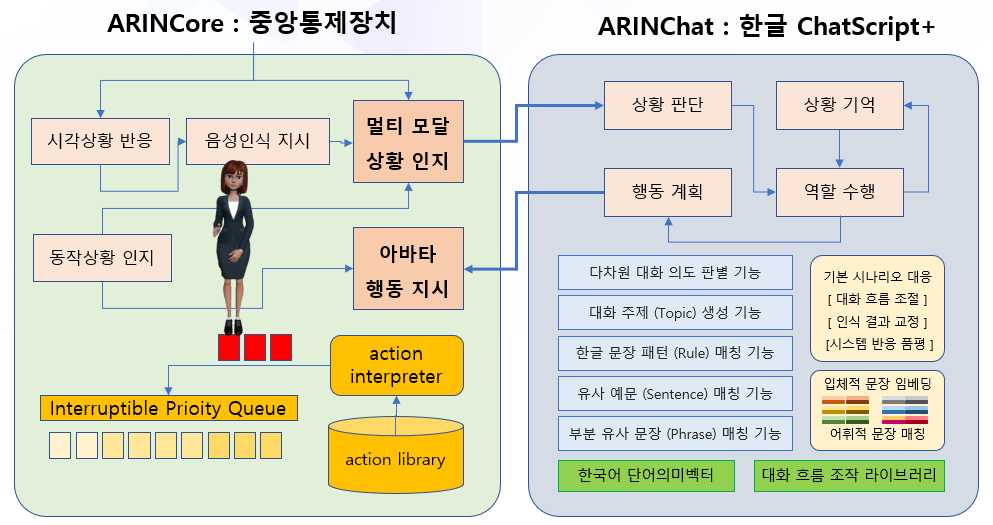 ARINCore : 중앙통제장치
시각상황 반응
음성인식 지시
멀티 모달
상황 인지
동작상황 인지
아바타
행동 지시
action
interpreter
Interruptible Prioity Queue
action library
ARINChat : 한글 ChatScript+
상황 판단
상황 기억
행동 계획
역할 수행
다차원 대화 의도 판별 기능
대화 주제 (Topic) 생성 기능
한글 문장 패턴 (Rule) 매칭 기능
유사 예문 (Sentence) 매칭 기능
부분 유사 문장 (Phrase) 매칭 기능
기본 시나리오 대응
[ 대화 흐름 조절 ]
[ 인식 결과 교정 ]
[시스템 반응 품평 ]
입체적 문장 임베딩
어휘적 문장 매칭
한국어 단어의미벡터
대화 흐름 조작 라이브러리